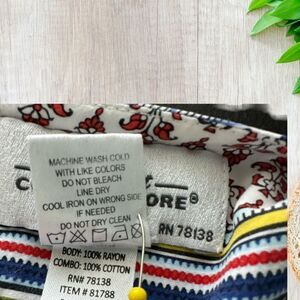 MACHINE WASH COLD
WITH LIKE COLORS
DO NOT BLEACH
LINE DRY
COOL IRON ON WRONG SIDE
IF NEEDED
DO NOT DRY CLEAN
ORE®
RN 78138
BODY: 100% RAYON
COMBO: 100% COTTON
RN# 78138
ITEM # 81788